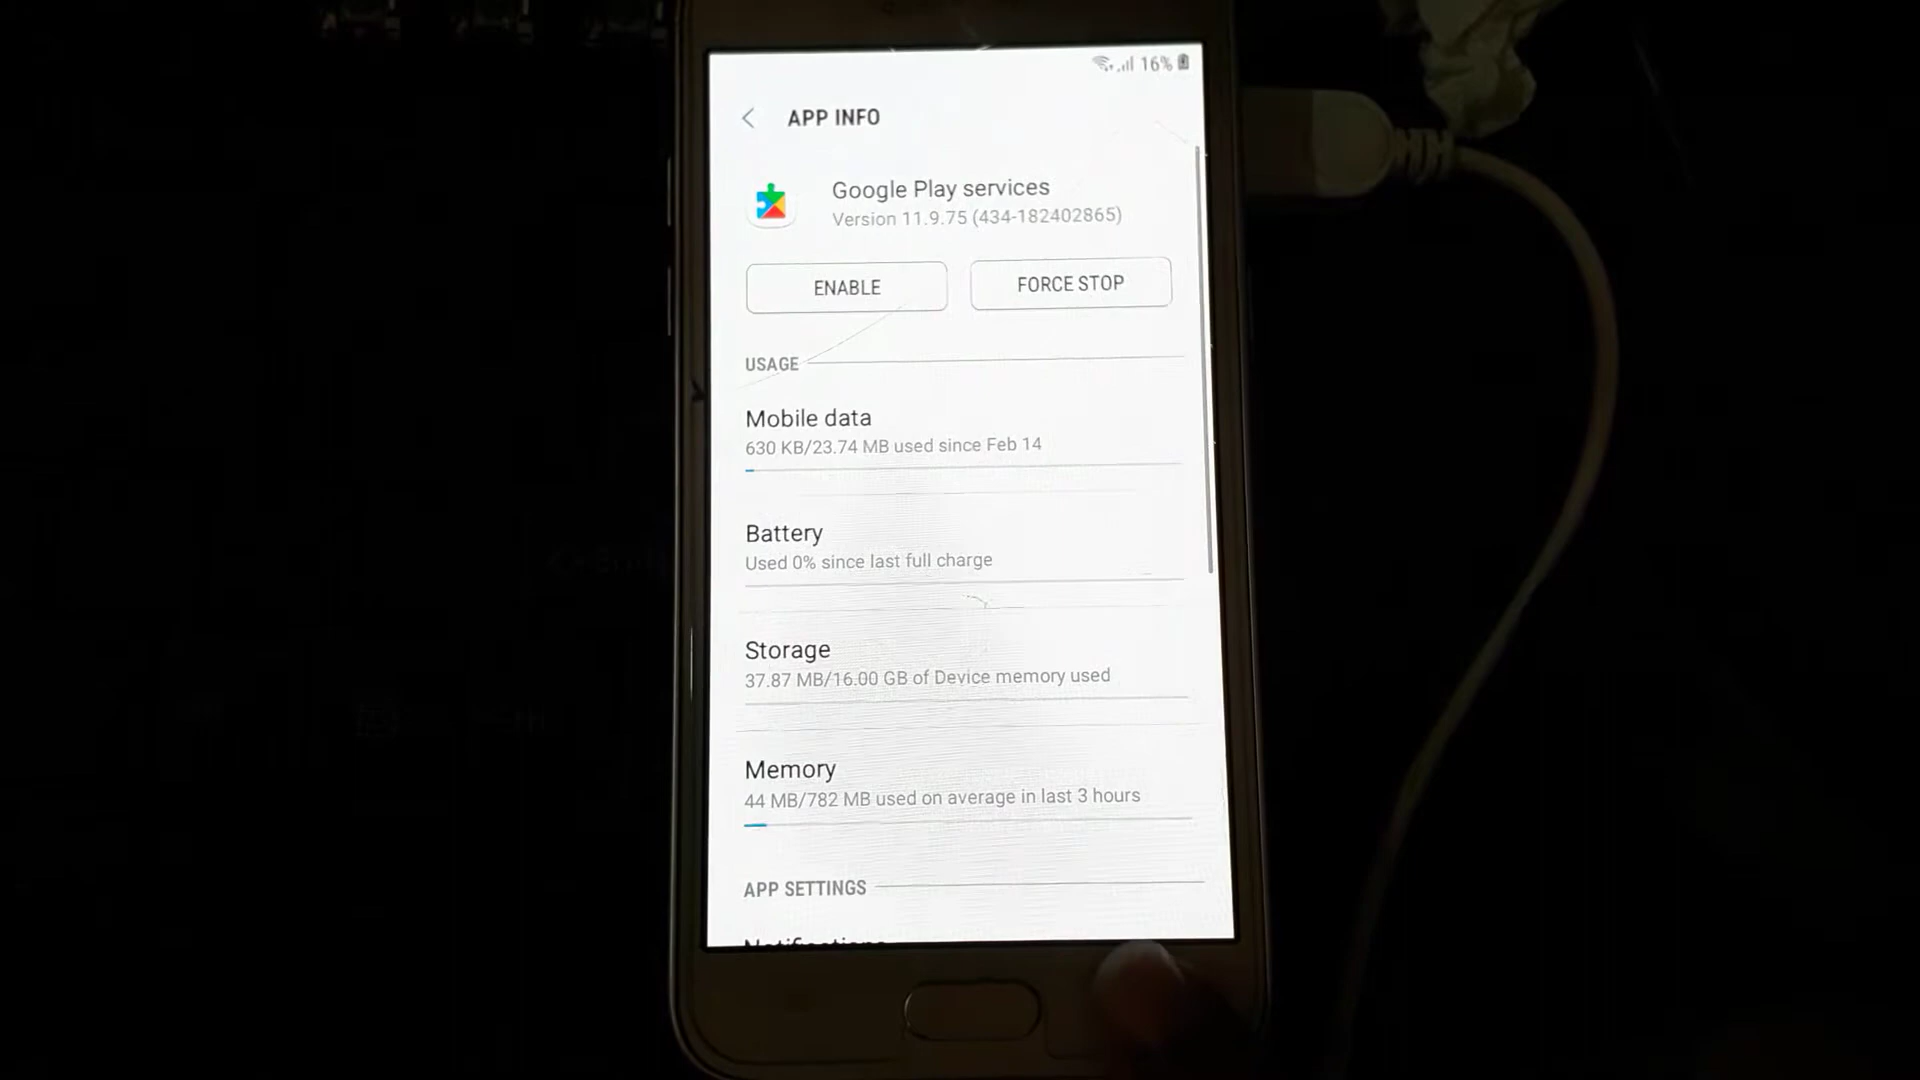 16%
APP INFO
Google Play services
Version 11.9.75 (434-182402865)
ENABLE
FORCE STOP
USAGE
Mobile data
630 KB/23.74 MB used since Feb 14
Battery
Used 0% since last full charge
Storage
37.87 MB/16.00 GB of Device memory used
Memory
44 MB/782 MB used on average in last 3 hours
APP SETTINGS
Notifications